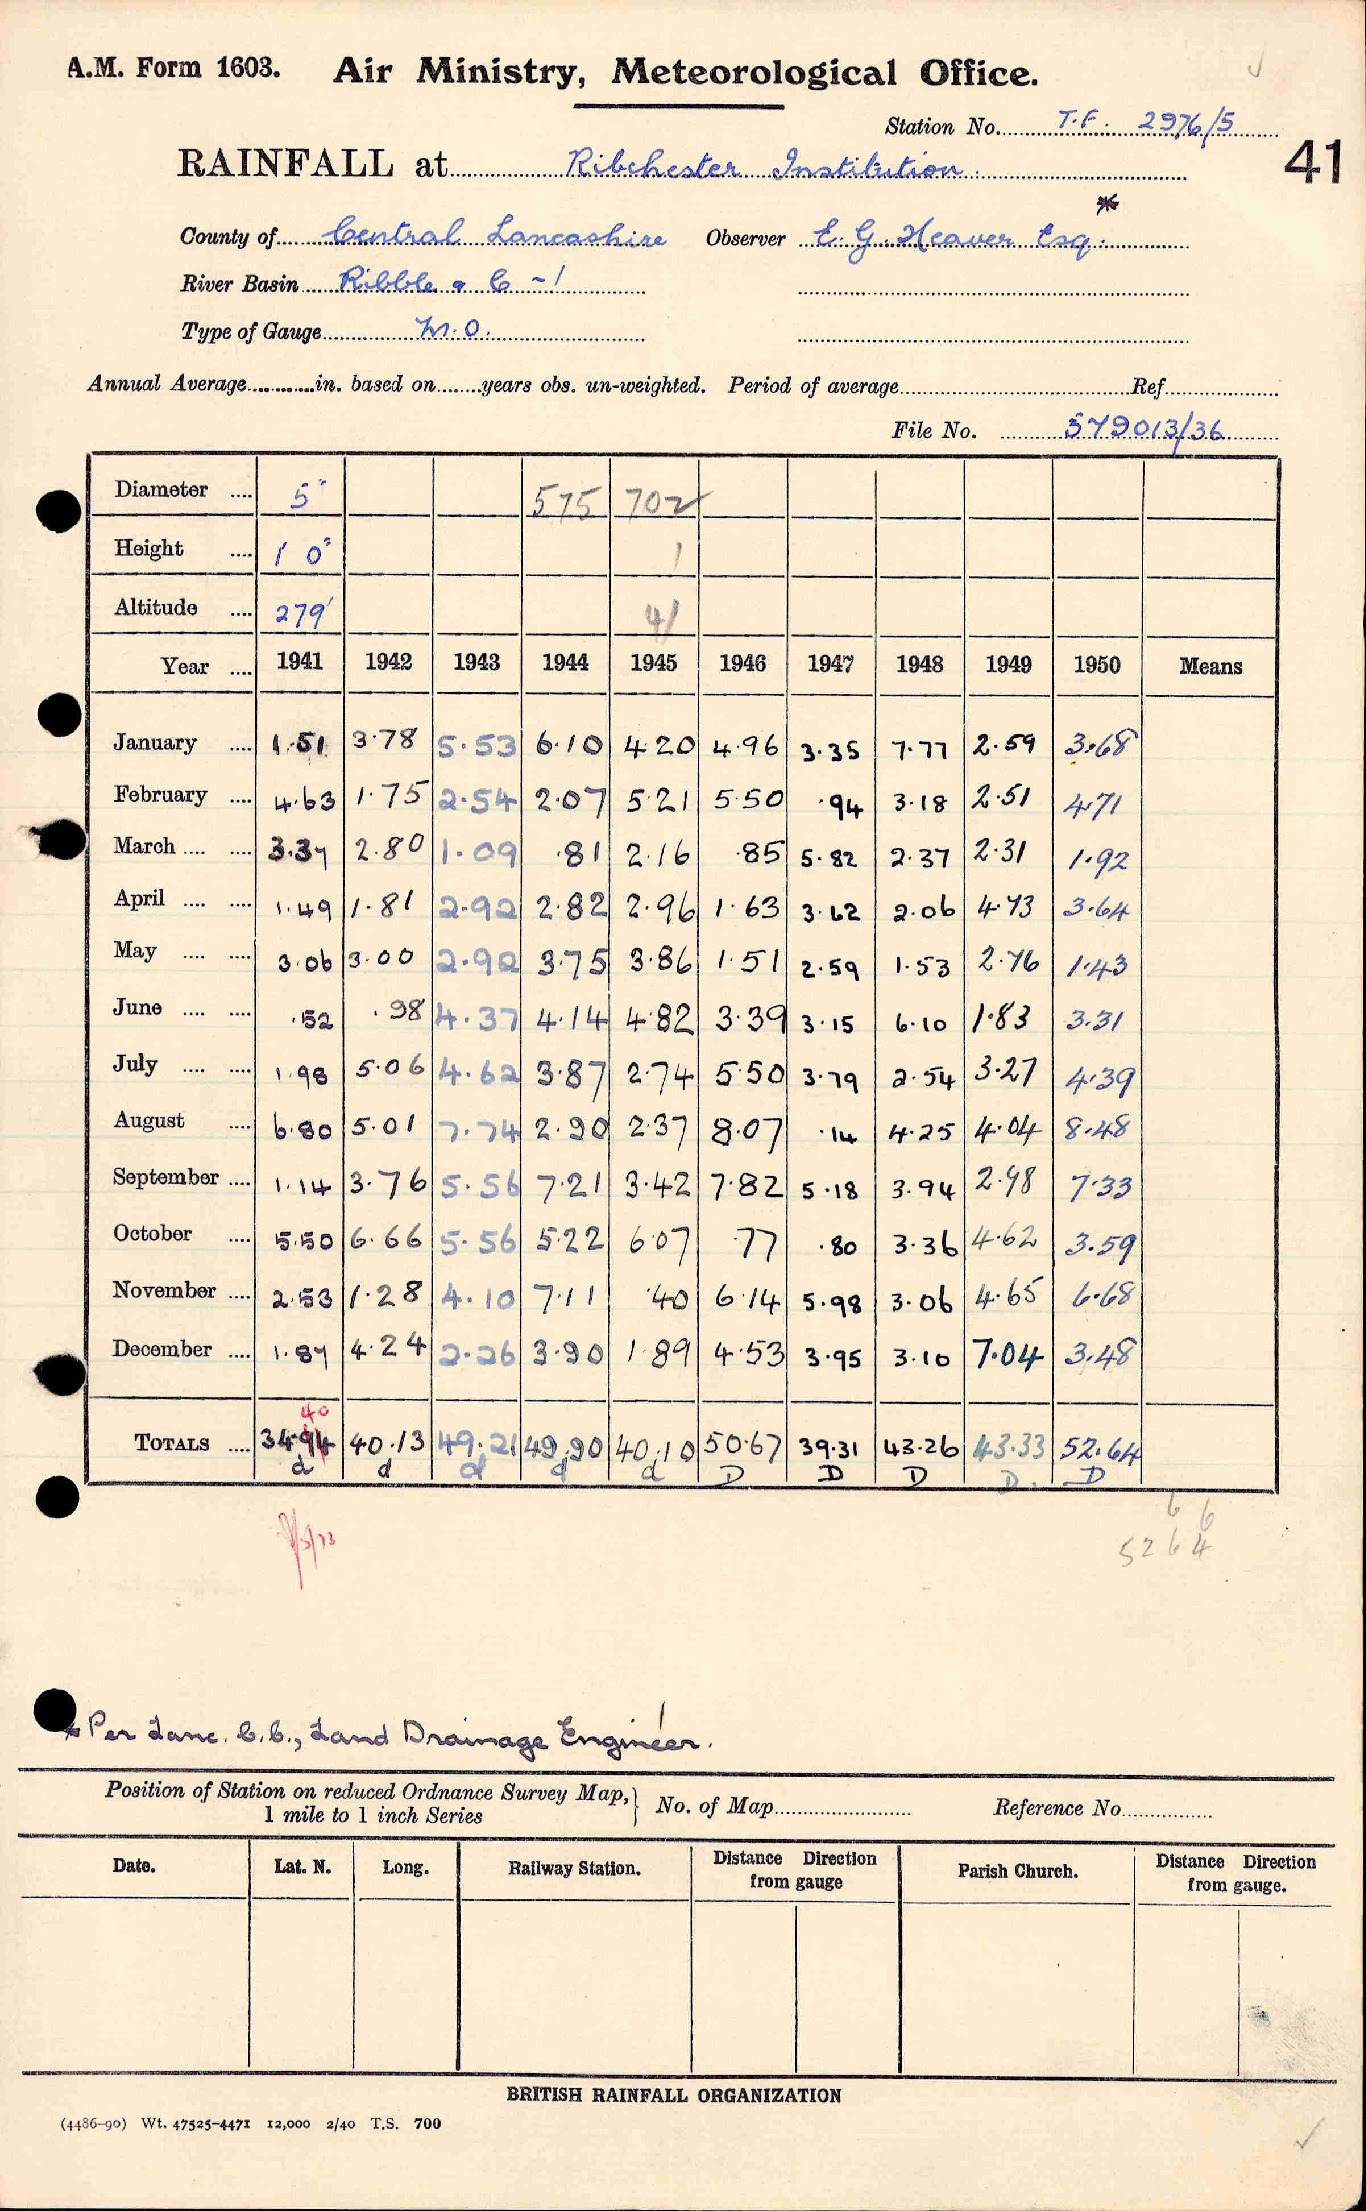 A.M. Form 1603. Air Ministry, Meteorological Office.
Station No. T.F. 2976/5
RAINFALL at Ribchester Institution. 41
County of Central Lancashire Observer E. G. Heaver Esq. *
River Basin Ribble & C - 1
Type of Gauge M.O.
Annual Average in. based on years obs. un-weighted. Period of average Ref.
File No. 579013/36
Diameter .... 5" 575 702
Height .... 1' 0" 1
Altitude .... 279' 41
Year .... 1941 1942 1943 1944 1945 1946 1947 1948 1949 1950 Means
January .... 1.51 3.78 5.53 6.10 4.20 4.96 3.35 7.77 2.59 3.68
February .... 4.63 1.75 2.54 2.07 5.21 5.50 .94 3.18 2.51 4.71
March .... .... 3.37 2.80 1.09 .81 2.16 .85 5.82 2.37 2.31 1.92
April .... .... 1.49 1.81 2.92 2.82 2.96 1.63 3.62 2.06 4.73 3.64
May .... .... 3.06 3.00 2.92 3.75 3.86 1.51 2.59 1.53 2.76 1.43
June .... .... .52 .98 4.37 4.14 4.82 3.39 3.15 6.10 1.83 3.31
July .... .... 1.98 5.06 4.62 3.87 2.74 5.50 3.79 2.54 3.27 4.39
August .... 6.80 5.01 7.74 2.90 2.37 8.07 .14 4.25 4.04 8.48
September .... 1.14 3.76 5.56 7.21 3.42 7.82 5.18 3.94 2.98 7.33
October .... 5.50 6.66 5.56 5.22 6.07 .77 .80 3.36 4.62 3.59
November .... 2.53 1.28 4.10 7.11 .40 6.14 5.98 3.06 4.65 6.68
December .... 1.87 4.24 2.26 3.90 1.89 4.53 3.95 3.10 7.04 3.48
40
TOTALS .... 34.94 40.13 49.21 49.90 40.10 50.67 39.31 43.26 43.33 52.64
d d d d d D D D D. D
6 6
5264
* Per Lanc. C.C., Land Drainage Engineer.
Position of Station on reduced Ordnance Survey Map,} No. of Map Reference No.
1 mile to 1 inch Series
Date. Lat. N. Long. Railway Station. Distance Direction from gauge Parish Church. Distance Direction from gauge.
BRITISH RAINFALL ORGANIZATION
(4486-90) Wt. 47525-4471 12,000 2/40 T.S. 700